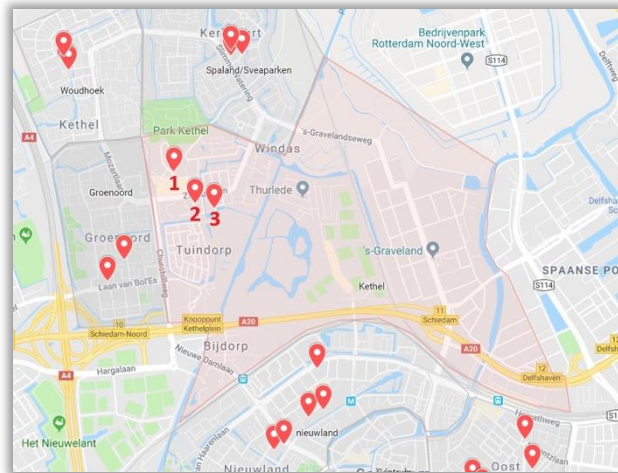 Bedrijvenpark
Rotterdam Noord-West
S114
Spaland/Sveaparken
Woudhoek
Kethel
A4
Park Kethel
's-Gravelandseweg
Windas
Mozartlaan
1
Groenoord
2
3
Thurlede
Tuindorp
's-Graveland
Churchillweg
Laan van Bol'Es
Kethel
S114
SPAANSE PO
10
Schiedam-Noord
Knooppunt
Kethelplein
A20
11
Schiedam
A20
12
Delfshaven
Nieuwe Damlaan
Bijdorp
Hargalaan
A4
M
Het Nieuwelant
nieuwland
Nieuwland
Oost